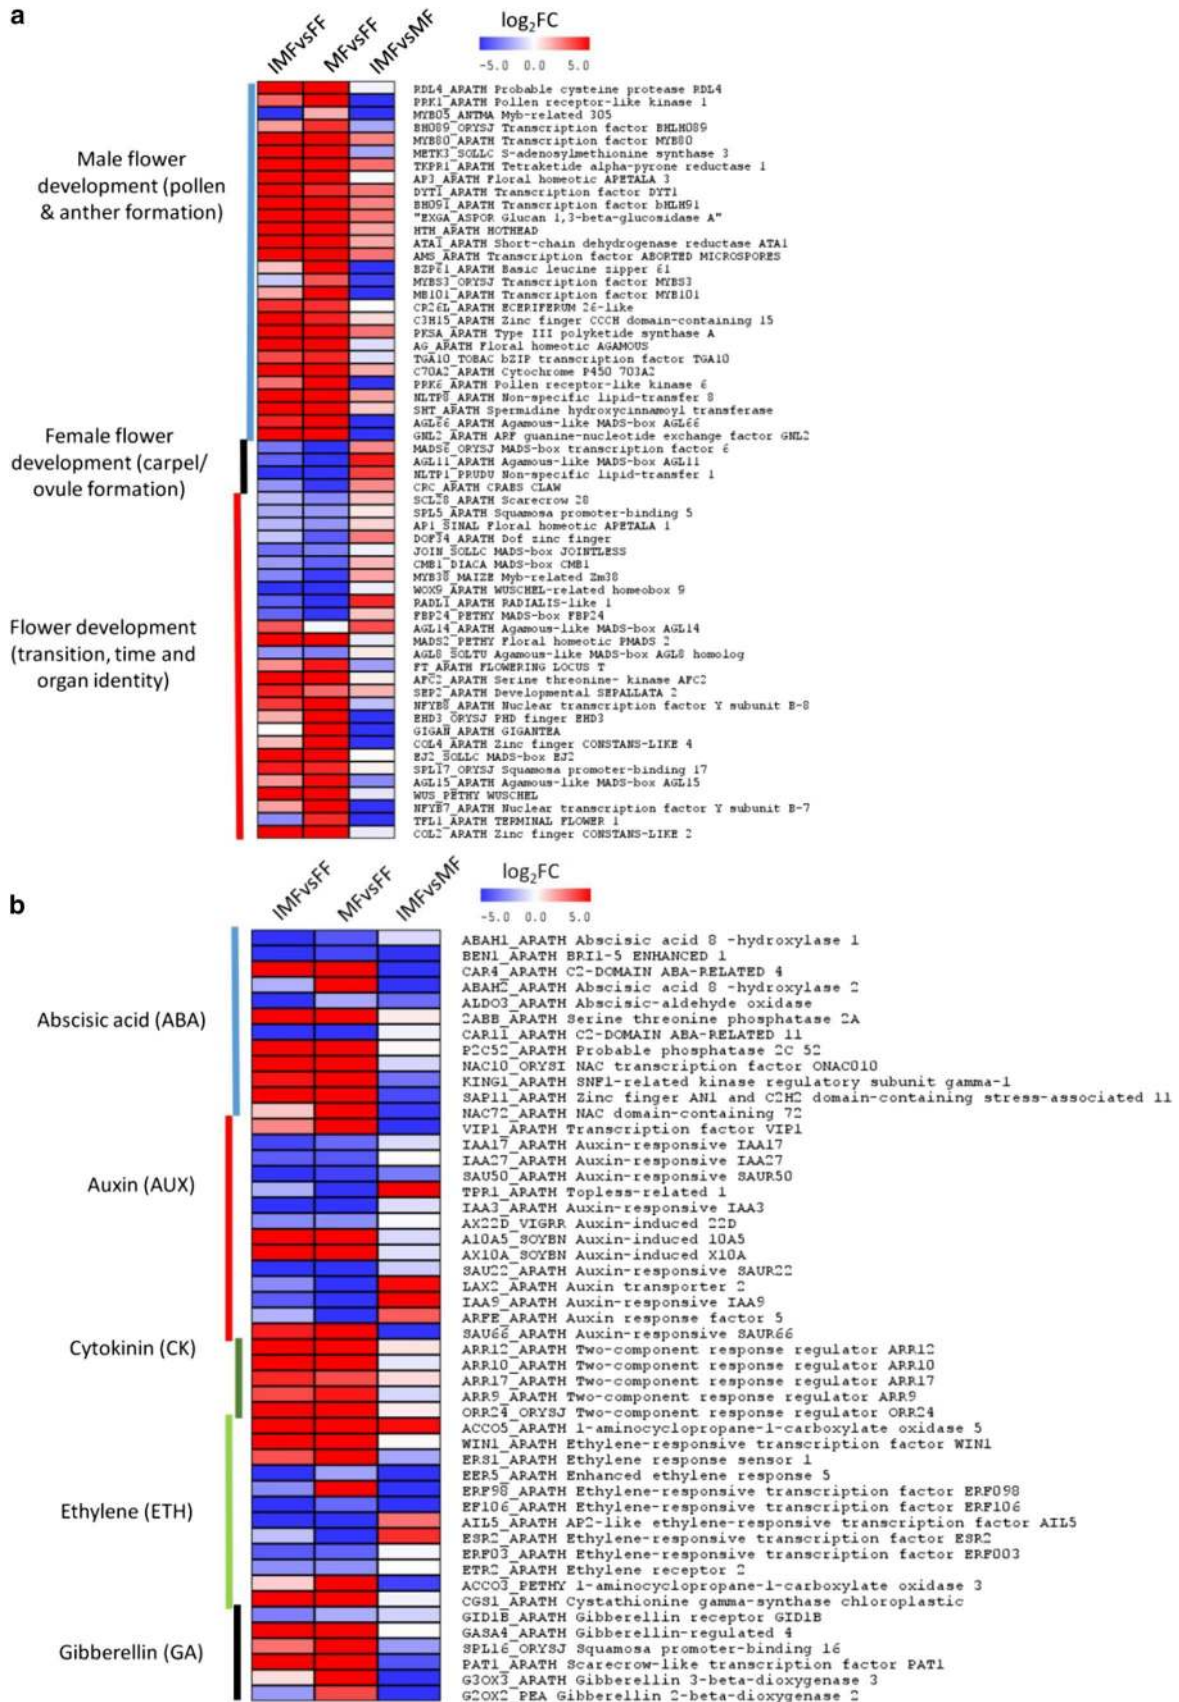 a
log2FC
IMFvsFF MFvsFF IMFvsMF
-5.0 0.0 5.0
Male flower
development (pollen
& anther formation)
Female flower
development (carpel/
ovule formation)
Flower development
(transition, time and
organ identity)
RDL4_ARATH Probable cysteine protease RDL4
PRK1_ARATH Pollen receptor-like kinase 1
MYB05_ANTMA Myb-related 305
BH089_ORYSJ Transcription factor BHLH089
MYB80_ARATH Transcription factor MYB80
METK3_SOLLC S-adenosylmethionine synthase 3
TKPR1_ARATH Tetraketide alpha-pyrone reductase 1
AP3_ARATH Floral homeotic APETALA 3
DYT1_ARATH Transcription factor DYT1
BH091_ARATH Transcription factor bHLH91
"EXGA_ASPOR Glucan 1,3-beta-glucosidase A"
HTH_ARATH HOTHEAD
ATA1_ARATH Short-chain dehydrogenase reductase ATA1
AMS_ARATH Transcription factor ABORTED MICROSPORES
BZP61_ARATH Basic leucine zipper 61
MYBS3_ORYSJ Transcription factor MYBS3
MB101_ARATH Transcription factor MYB101
CR26L_ARATH ECERIFERUM 26-like
C3H15_ARATH Zinc finger CCCH domain-containing 15
PKSA_ARATH Type III polyketide synthase A
AG_ARATH Floral homeotic AGAMOUS
TGA10_TOBAC bZIP transcription factor TGA10
C70A2_ARATH Cytochrome P450 703A2
PRK6_ARATH Pollen receptor-like kinase 6
NLTP8_ARATH Non-specific lipid-transfer 8
SHT_ARATH Spermidine hydroxycinnamoyl transferase
AGL66_ARATH Agamous-like MADS-box AGL66
GNL2_ARATH ARF guanine-nucleotide exchange factor GNL2
MADS6_ORYSJ MADS-box transcription factor 6
AGL11_ARATH Agamous-like MADS-box AGL11
NLTP1_PRUDU Non-specific lipid-transfer 1
CRC_ARATH CRABS CLAW
SCL28_ARATH Scarecrow 28
SPL5_ARATH Squamosa promoter-binding 5
AP1_SINAL Floral homeotic APETALA 1
DOF34_ARATH Dof zinc finger
JOIN_SOLLC MADS-box JOINTLESS
CMB1_DIACA MADS-box CMB1
MYB38_MAIZE Myb-related Zm38
WOX9_ARATH WUSCHEL-related homeobox 9
RADL1_ARATH RADIALIS-like 1
FBP24_PETHY MADS-box FBP24
AGL14_ARATH Agamous-like MADS-box AGL14
MADS2_PETHY Floral homeotic PMADS 2
AGL8_SOLTU Agamous-like MADS-box AGL8 homolog
FT_ARATH FLOWERING LOCUS T
AFC2_ARATH Serine threonine- kinase AFC2
SEP2_ARATH Developmental SEPALLATA 2
NFYB8_ARATH Nuclear transcription factor Y subunit B-8
EHD3_ORYSJ PHD finger EHD3
GIGAN_ARATH GIGANTEA
COL4_ARATH Zinc finger CONSTANS-LIKE 4
EJ2_SOLLC MADS-box EJ2
SPL17_ORYSJ Squamosa promoter-binding 17
AGL15_ARATH Agamous-like MADS-box AGL15
WUS_PETHY WUSCHEL
NFYB7_ARATH Nuclear transcription factor Y subunit B-7
TFL1_ARATH TERMINAL FLOWER 1
COL2_ARATH Zinc finger CONSTANS-LIKE 2
b
log2FC
IMFvsFF MFvsFF IMFvsMF
-5.0 0.0 5.0
Abscisic acid (ABA)
Auxin (AUX)
Cytokinin (CK)
Ethylene (ETH)
Gibberellin (GA)
ABAH1_ARATH Abscisic acid 8 -hydroxylase 1
BEN1_ARATH BRI1-5 ENHANCED 1
CAR4_ARATH C2-DOMAIN ABA-RELATED 4
ABAH2_ARATH Abscisic acid 8 -hydroxylase 2
ALDO3_ARATH Abscisic-aldehyde oxidase
2ABB_ARATH Serine threonine phosphatase 2A
CAR11_ARATH C2-DOMAIN ABA-RELATED 11
P2C52_ARATH Probable phosphatase 2C 52
NAC10_ORYSI NAC transcription factor ONAC010
KING1_ARATH SNF1-related kinase regulatory subunit gamma-1
SAP11_ARATH Zinc finger AN1 and C2H2 domain-containing stress-associated 11
NAC72_ARATH NAC domain-containing 72
VIP1_ARATH Transcription factor VIP1
IAA17_ARATH Auxin-responsive IAA17
IAA27_ARATH Auxin-responsive IAA27
SAU50_ARATH Auxin-responsive SAUR50
TPR1_ARATH Topless-related 1
IAA3_ARATH Auxin-responsive IAA3
AX22D_VIGRR Auxin-induced 22D
A10A5_SOYBN Auxin-induced 10A5
AX10A_SOYBN Auxin-induced X10A
SAU22_ARATH Auxin-responsive SAUR22
LAX2_ARATH Auxin transporter 2
IAA9_ARATH Auxin-responsive IAA9
ARFE_ARATH Auxin response factor 5
SAU66_ARATH Auxin-responsive SAUR66
ARR12_ARATH Two-component response regulator ARR12
ARR10_ARATH Two-component response regulator ARR10
ARR17_ARATH Two-component response regulator ARR17
ARR9_ARATH Two-component response regulator ARR9
ORR24_ORYSJ Two-component response regulator ORR24
ACCO5_ARATH 1-aminocyclopropane-1-carboxylate oxidase 5
WIN1_ARATH Ethylene-responsive transcription factor WIN1
ERS1_ARATH Ethylene response sensor 1
EER5_ARATH Enhanced ethylene response 5
ERF98_ARATH Ethylene-responsive transcription factor ERF098
EF106_ARATH Ethylene-responsive transcription factor ERF106
AIL5_ARATH AP2-like ethylene-responsive transcription factor AIL5
ESR2_ARATH Ethylene-responsive transcription factor ESR2
ERF03_ARATH Ethylene-responsive transcription factor ERF003
ETR2_ARATH Ethylene receptor 2
ACCO3_PETHY 1-aminocyclopropane-1-carboxylate oxidase 3
CGS1_ARATH Cystathionine gamma-synthase chloroplastic
GID1B_ARATH Gibberellin receptor GID1B
GASA4_ARATH Gibberellin-regulated 4
SPL16_ORYSJ Squamosa promoter-binding 16
PAT1_ARATH Scarecrow-like transcription factor PAT1
G3OX3_ARATH Gibberellin 3-beta-dioxygenase 3
G2OX2_PEA Gibberellin 2-beta-dioxygenase 2